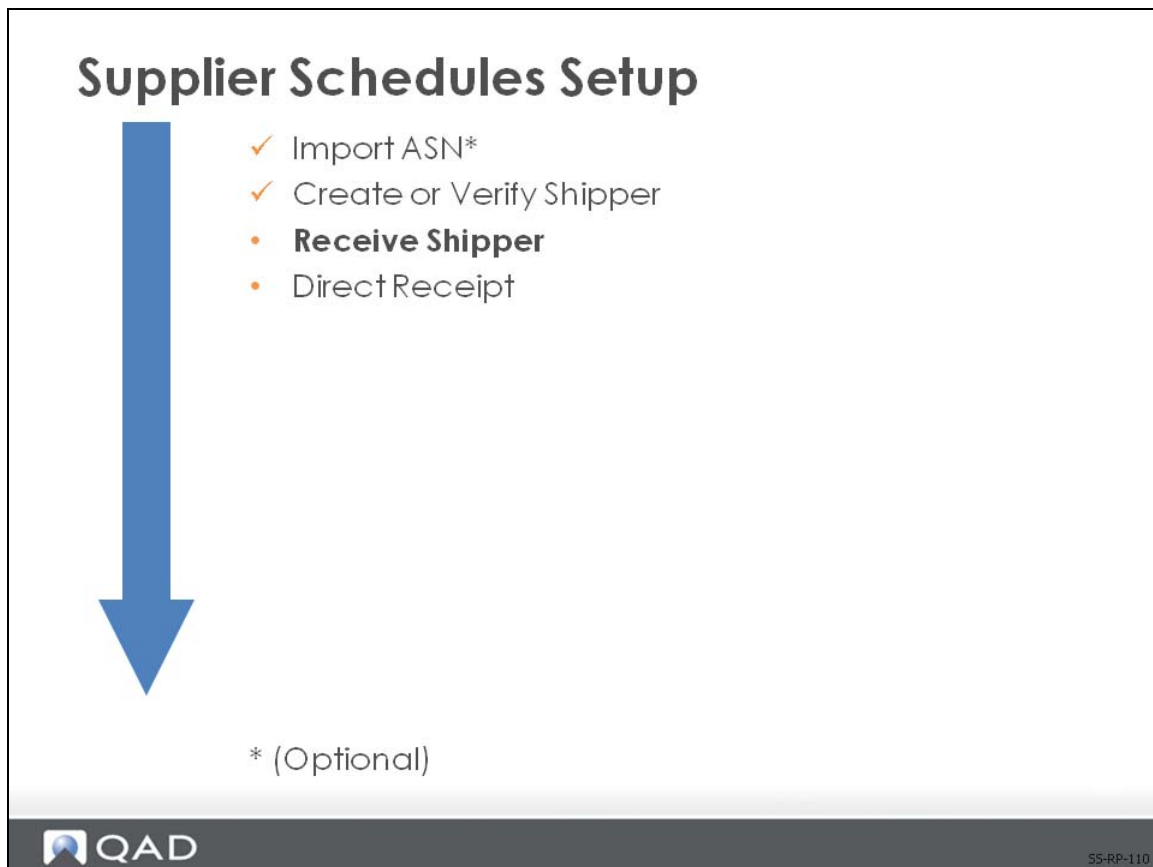 Supplier Schedules Setup
✓ Import ASN*
✓ Create or Verify Shipper
• Receive Shipper
• Direct Receipt
* (Optional)
QAD
SS-RP-110